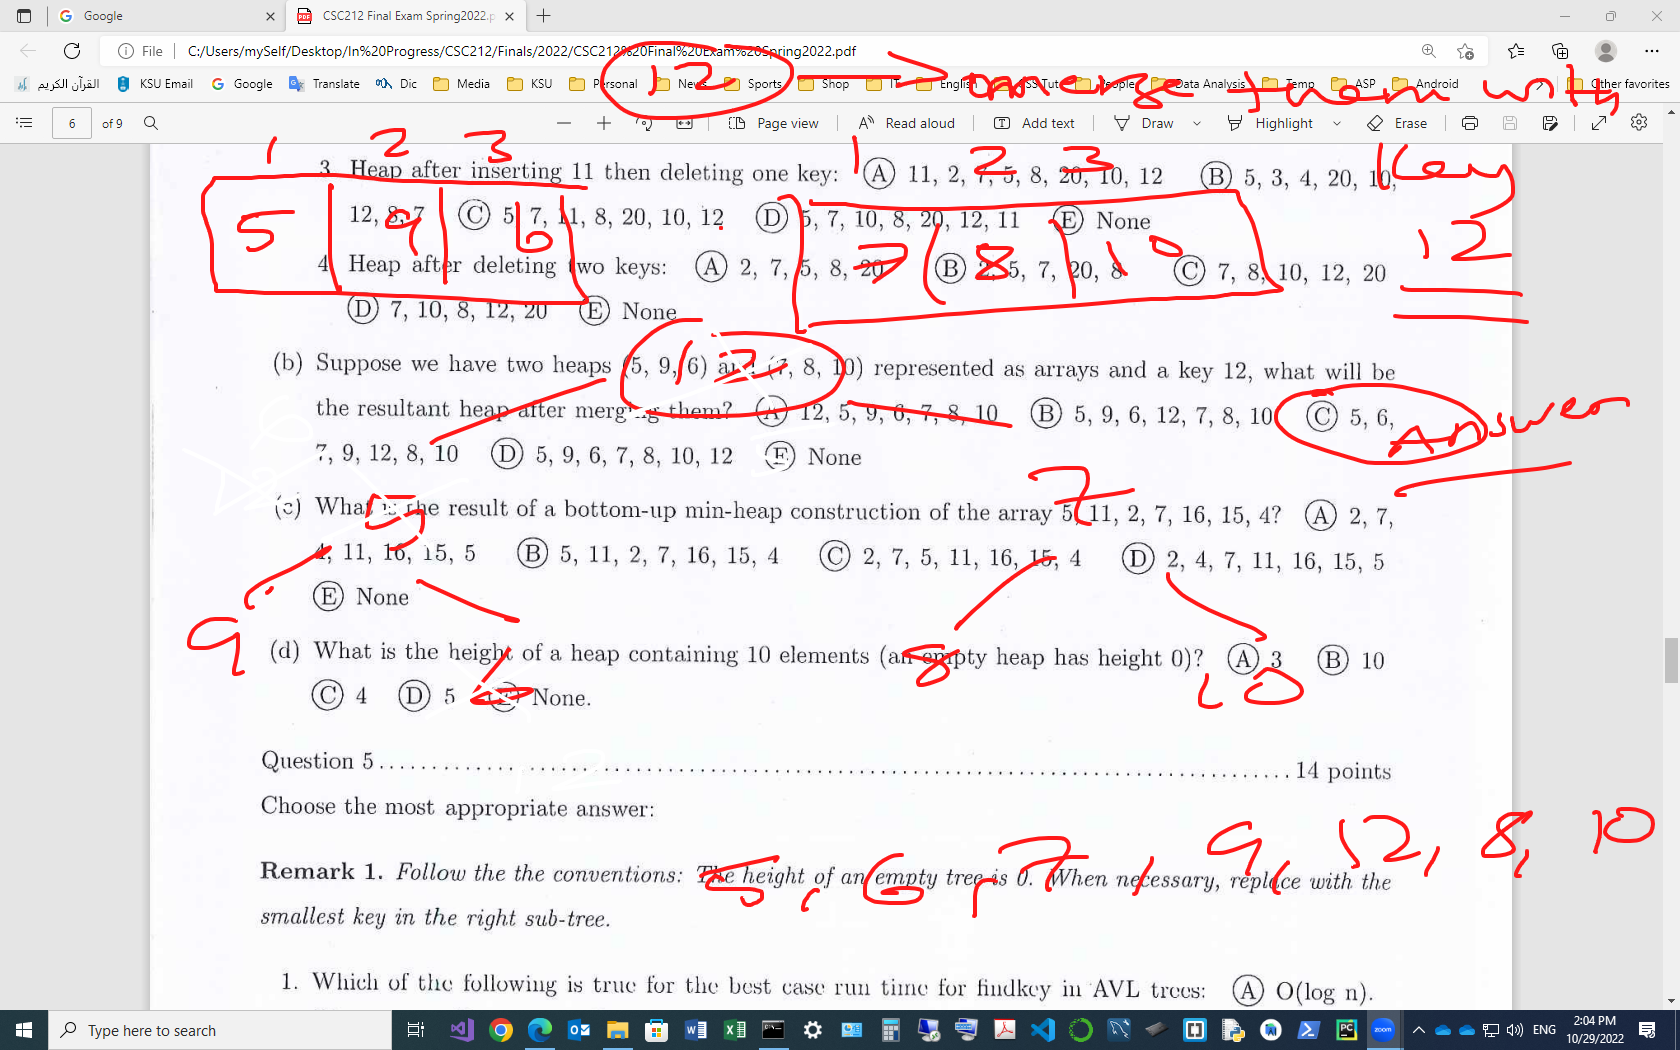 Google
CSC212 Final Exam Spring2022.p
File
C:/Users/mySelf/Desktop/In%20Progress/CSC212/Finals/2022/CSC212%20Final%20Exam%20Spring2022.pdf
القرآن الكريم KSU Email Google Translate Dic Media KSU Personal News Sports Shop IT English Tut People Data Analysis Temp ASP Android Other favorites
12 → merge them with
Key
12
6 of 9 Page view Read aloud Add text Draw Highlight Erase
1 2 3 1 2 3
5 9 6 7 8 10
3. Heap after inserting 11 then deleting one key: (A) 11, 2, 7, 5, 8, 20, 10, 12 (B) 5, 3, 4, 20, 10,
12, 8, 7 (C) 5, 7, 11, 8, 20, 10, 12 (D) 5, 7, 10, 8, 20, 12, 11 (E) None
4. Heap after deleting two keys: (A) 2, 7, 5, 8, 20 (B) 2, 5, 7, 20, 8 (C) 7, 8, 10, 12, 20
(D) 7, 10, 8, 12, 20 (E) None
12
(b) Suppose we have two heaps (5, 9, 6) and (7, 8, 10) represented as arrays and a key 12, what will be
the resultant heap after merging them? (A) 12, 5, 9, 6, 7, 8, 10 (B) 5, 9, 6, 12, 7, 8, 10 (C) 5, 6,
7, 9, 12, 8, 10 (D) 5, 9, 6, 7, 8, 10, 12 (E) None
Answer
5 7
(c) What is the result of a bottom-up min-heap construction of the array 5, 11, 2, 7, 16, 15, 4? (A) 2, 7,
4, 11, 16, 15, 5 (B) 5, 11, 2, 7, 16, 15, 4 (C) 2, 7, 5, 11, 16, 15, 4 (D) 2, 4, 7, 11, 16, 15, 5
(E) None
9 6 8 10
(d) What is the height of a heap containing 10 elements (an empty heap has height 0)? (A) 3 (B) 10
(C) 4 (D) 5 (E) None.
Question 5 14 points
Choose the most appropriate answer:
5, 6, 7, 9, 12, 8, 10
Remark 1. Follow the the conventions: The height of an empty tree is 0. When necessary, replace with the
smallest key in the right sub-tree.
1. Which of the following is true for the best case run time for findkey in AVL trees: (A) O(log n).
Type here to search
zoom
ENG
2:04 PM
10/29/2022